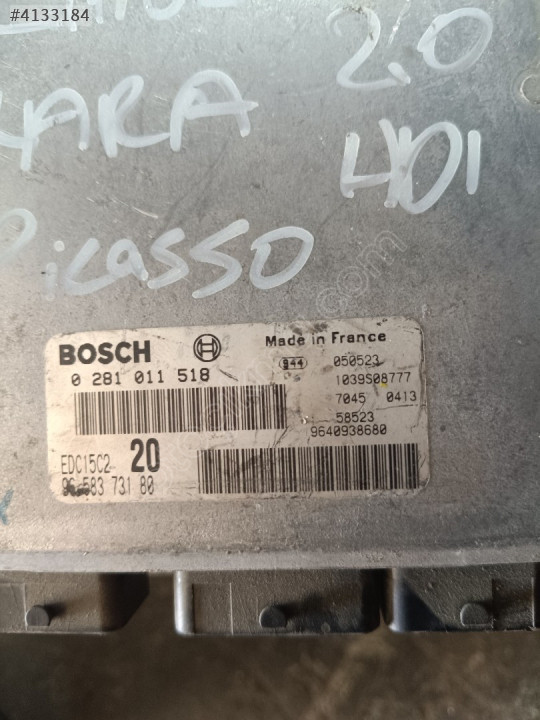 #4133184
2.0
HDI
Picasso
BOSCH
Made in France
0 281 011 518
944
050523
1039S08777
7045 0413
58523
9640938680
EDC15C2 20
96 583 731 80